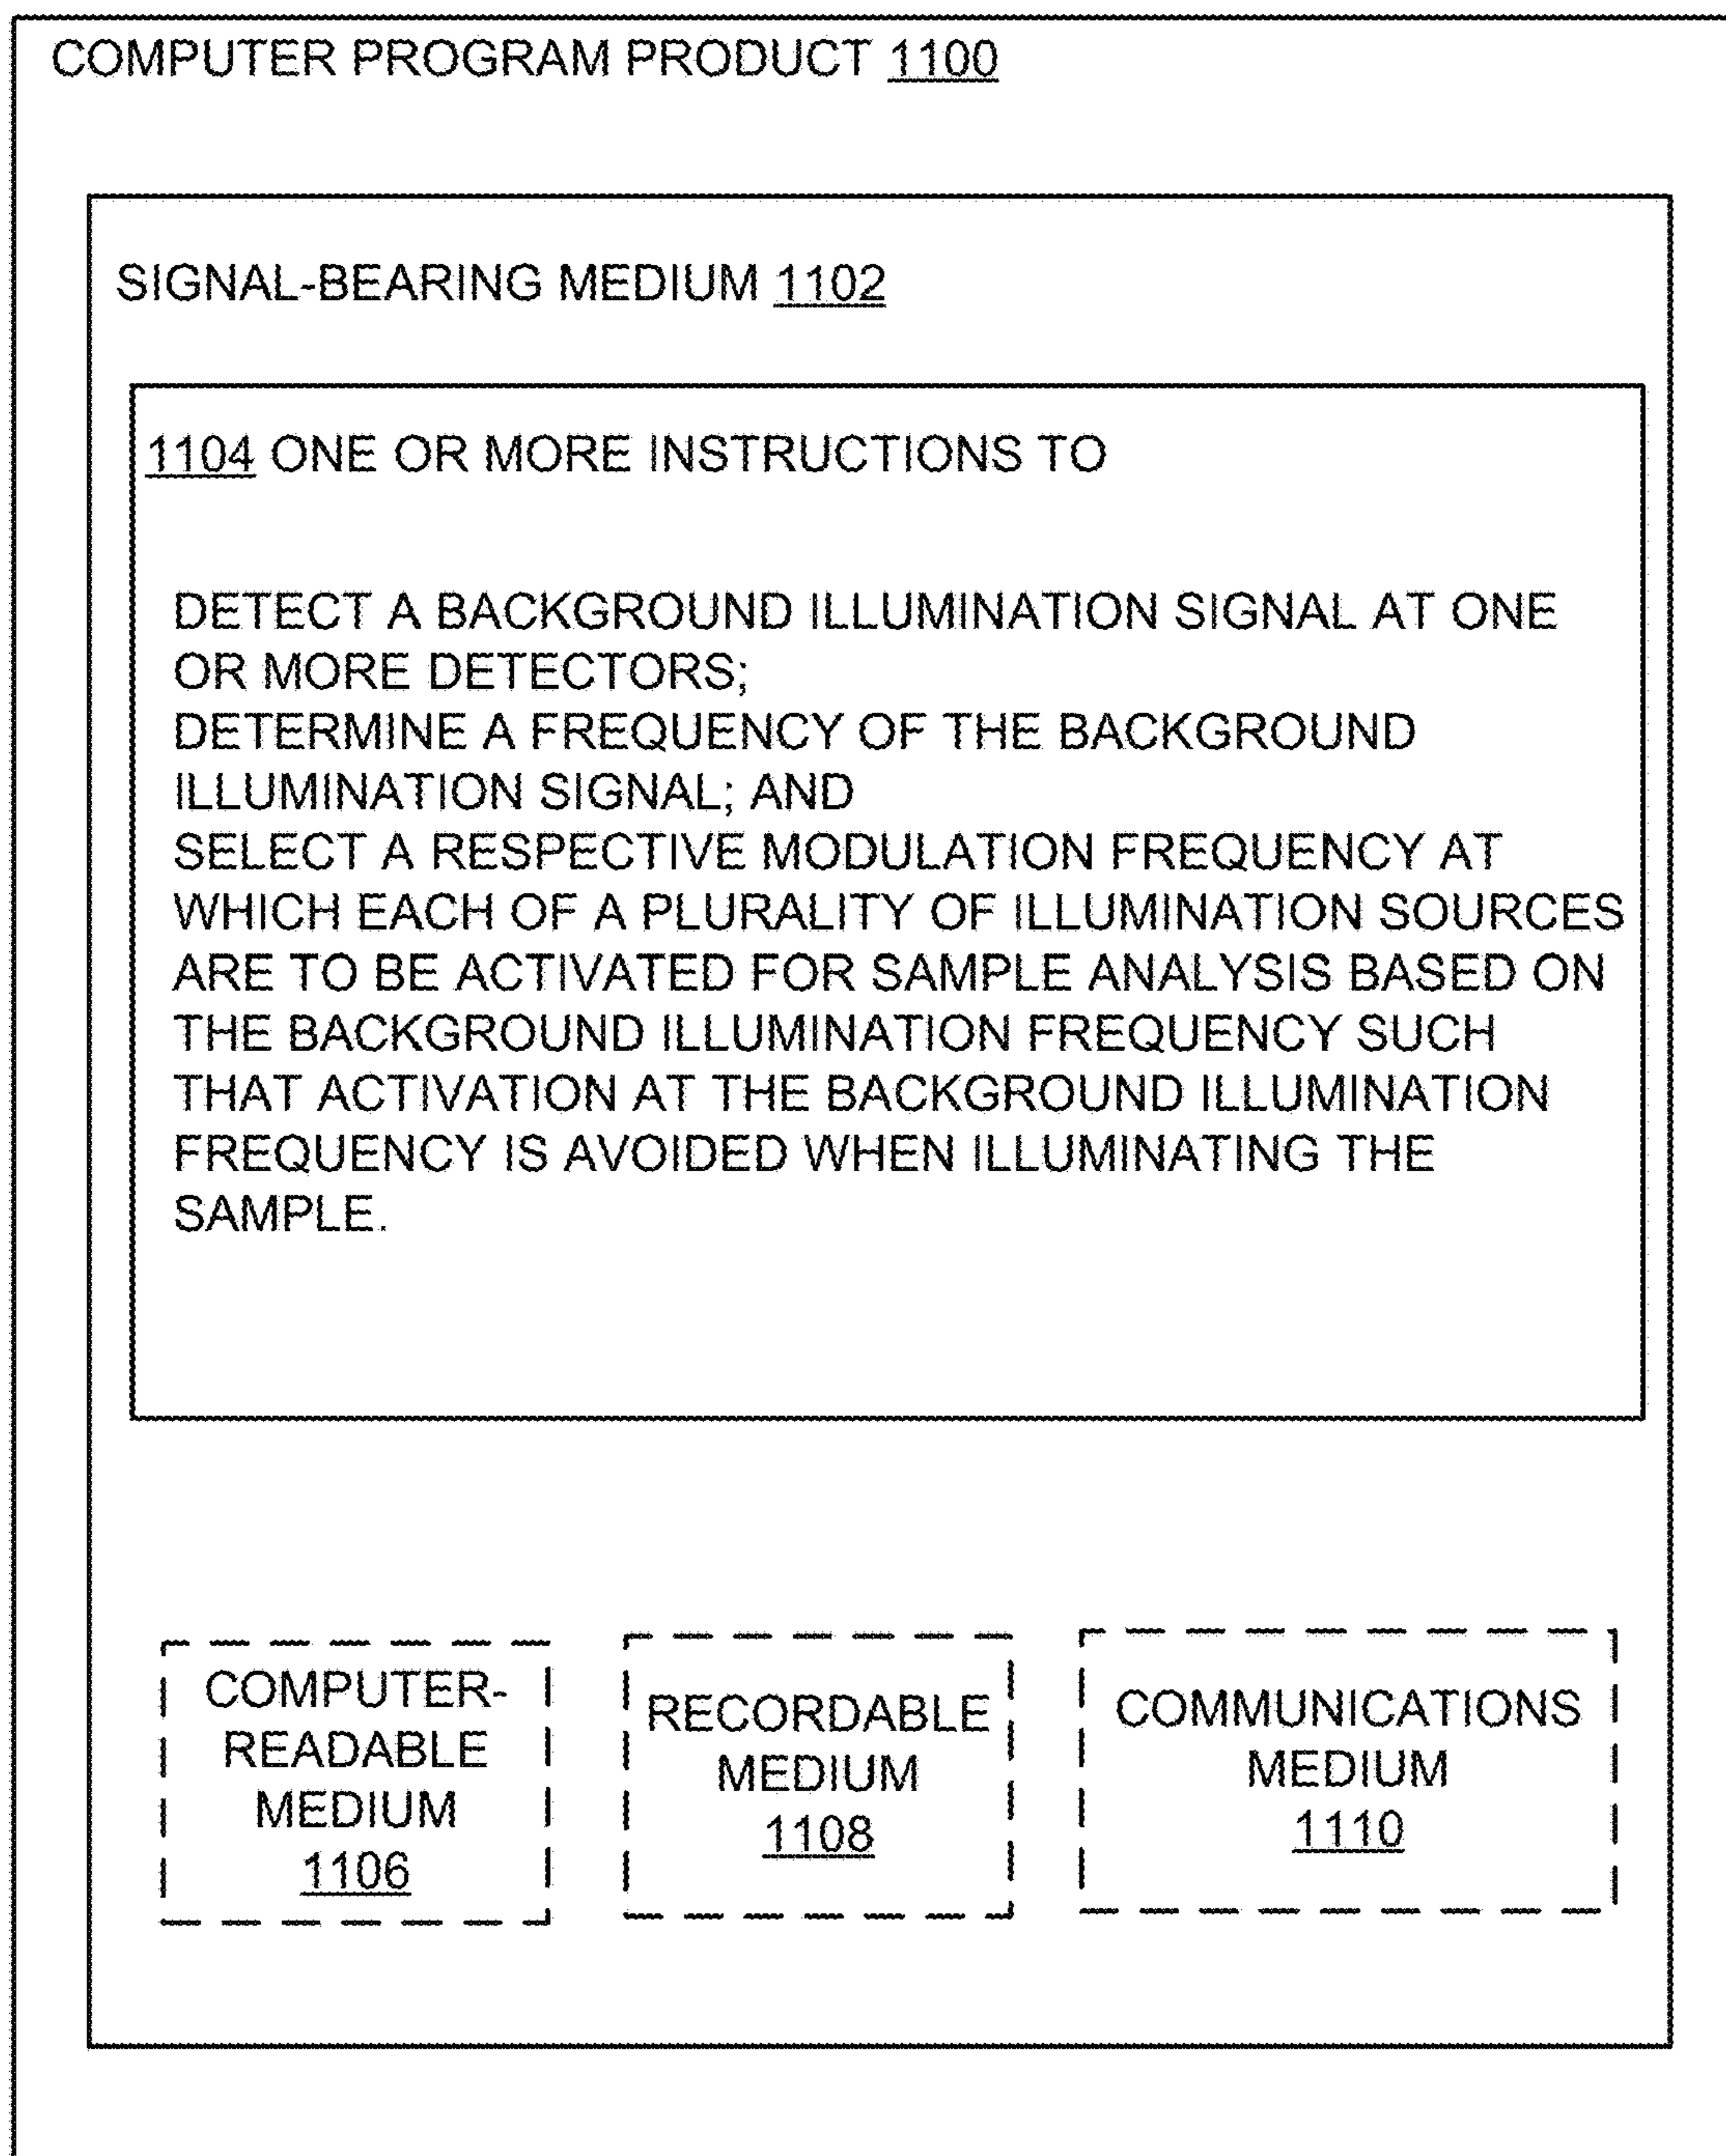 COMPUTER PROGRAM PRODUCT 1100
SIGNAL-BEARING MEDIUM 1102
1104 ONE OR MORE INSTRUCTIONS TO
DETECT A BACKGROUND ILLUMINATION SIGNAL AT ONE
OR MORE DETECTORS;
DETERMINE A FREQUENCY OF THE BACKGROUND
ILLUMINATION SIGNAL; AND
SELECT A RESPECTIVE MODULATION FREQUENCY AT
WHICH EACH OF A PLURALITY OF ILLUMINATION SOURCES
ARE TO BE ACTIVATED FOR SAMPLE ANALYSIS BASED ON
THE BACKGROUND ILLUMINATION FREQUENCY SUCH
THAT ACTIVATION AT THE BACKGROUND ILLUMINATION
FREQUENCY IS AVOIDED WHEN ILLUMINATING THE
SAMPLE.
COMPUTER-
READABLE
MEDIUM
1106
RECORDABLE
MEDIUM
1108
COMMUNICATIONS
MEDIUM
1110